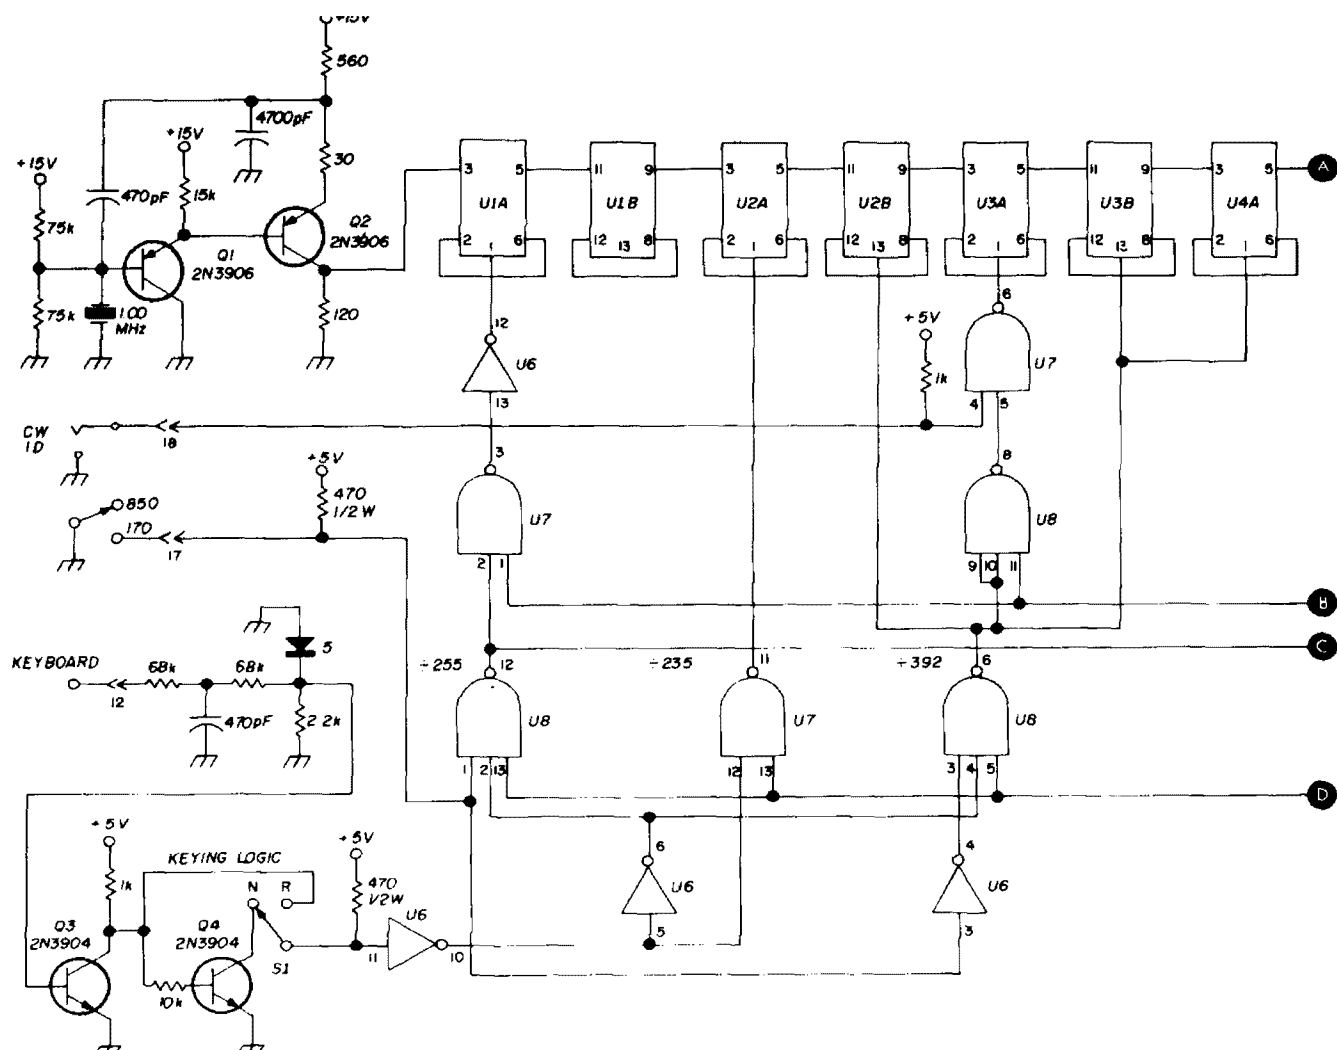 +15V
560
4700pF
+15V
+15V
30
470pF
15k
Q2
2N3906
75k
Q1
2N3906
75k
1.00
MHz
120
3 5
U1A
2 1 6
11 9
U1B
12 13 8
3 5
U2A
2 1 6
11 9
U2B
12 13 8
3 5
U3A
2 1 6
11 9
U3B
12 13 8
3 5
U4A
2 1 6
A
12
U6
13
+5V
1k
6
U7
4 5
CW
ID
18
3
U7
2 1
+5V
470
1/2 W
850
170
17
8
U8
9 10 11
B
C
5
KEYBOARD
12
68k
68k
470pF
2.2k
÷255
12
U8
1 2 13
÷235
11
U7
12 13
÷392
6
U8
3 4 5
D
+5V
1k
KEYING LOGIC
N R
+5V
470
1/2W
U6
11 10
6
U6
5
4
U6
3
Q3
2N3904
Q4
2N3904
S1
10k